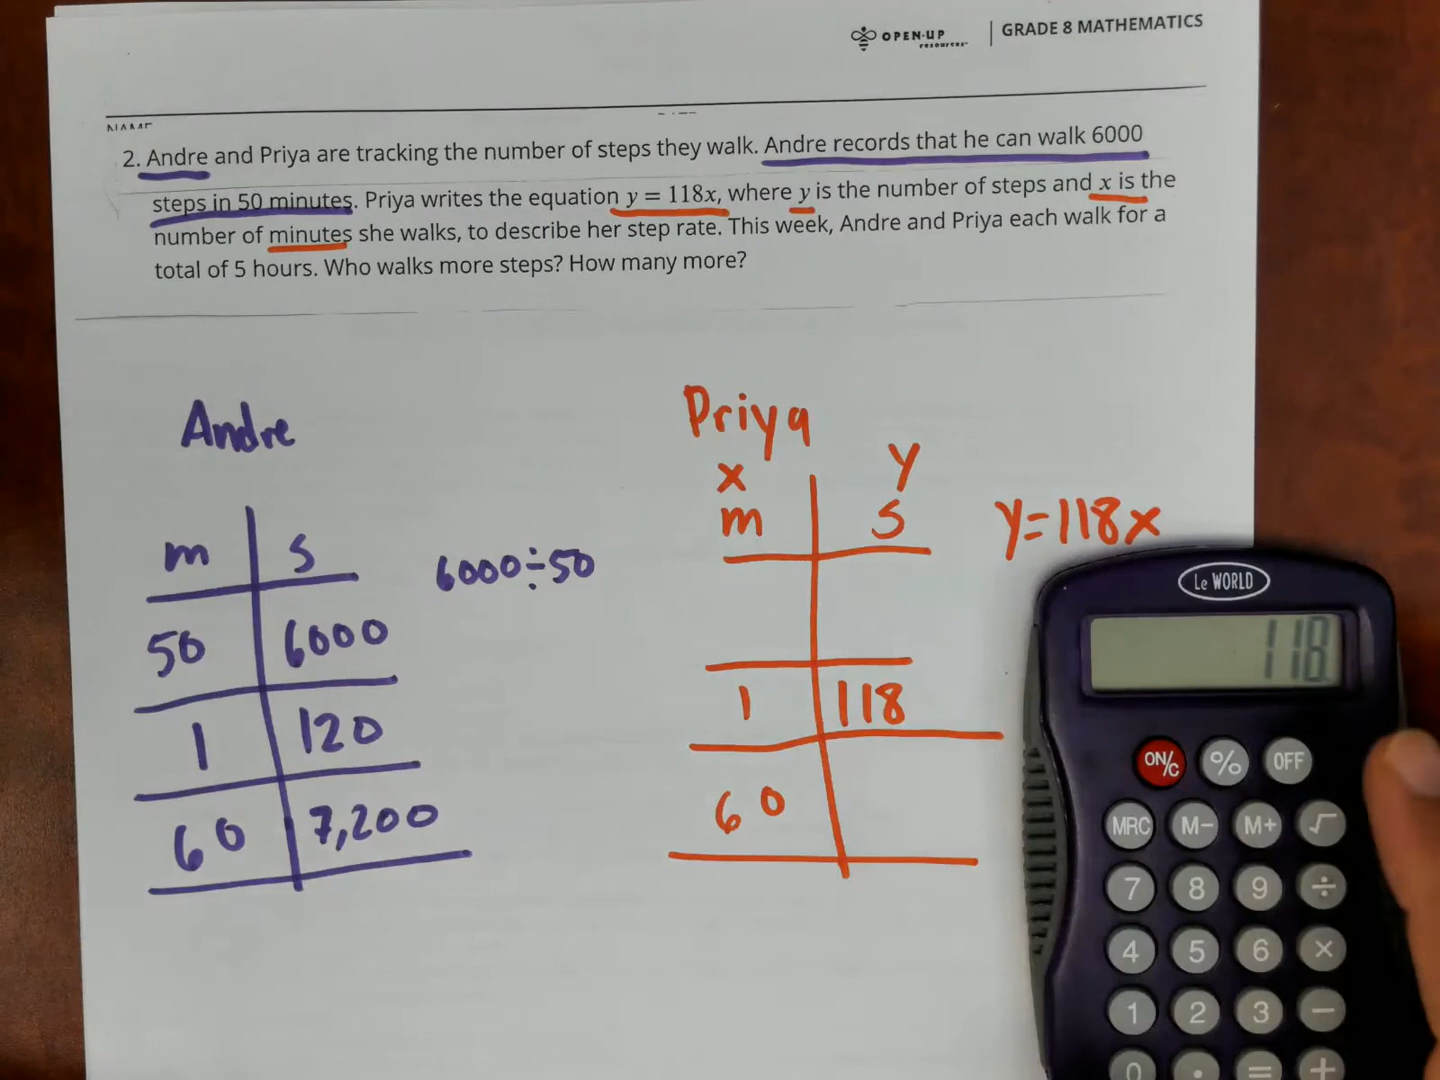 OPEN-UP
resources
GRADE 8 MATHEMATICS
2. Andre and Priya are tracking the number of steps they walk. Andre records that he can walk 6000
steps in 50 minutes. Priya writes the equation y = 118x, where y is the number of steps and x is the
number of minutes she walks, to describe her step rate. This week, Andre and Priya each walk for a
total of 5 hours. Who walks more steps? How many more?
Andre
m s
50 6000
1 120
60 7,200
6000÷50
Priya
x y
m s
1 118
60
y=118x
Le WORLD
118.
ON/C % OFF
MRC M− M+ √
7 8 9 ÷
4 5 6 ×
1 2 3 −
0 · = +